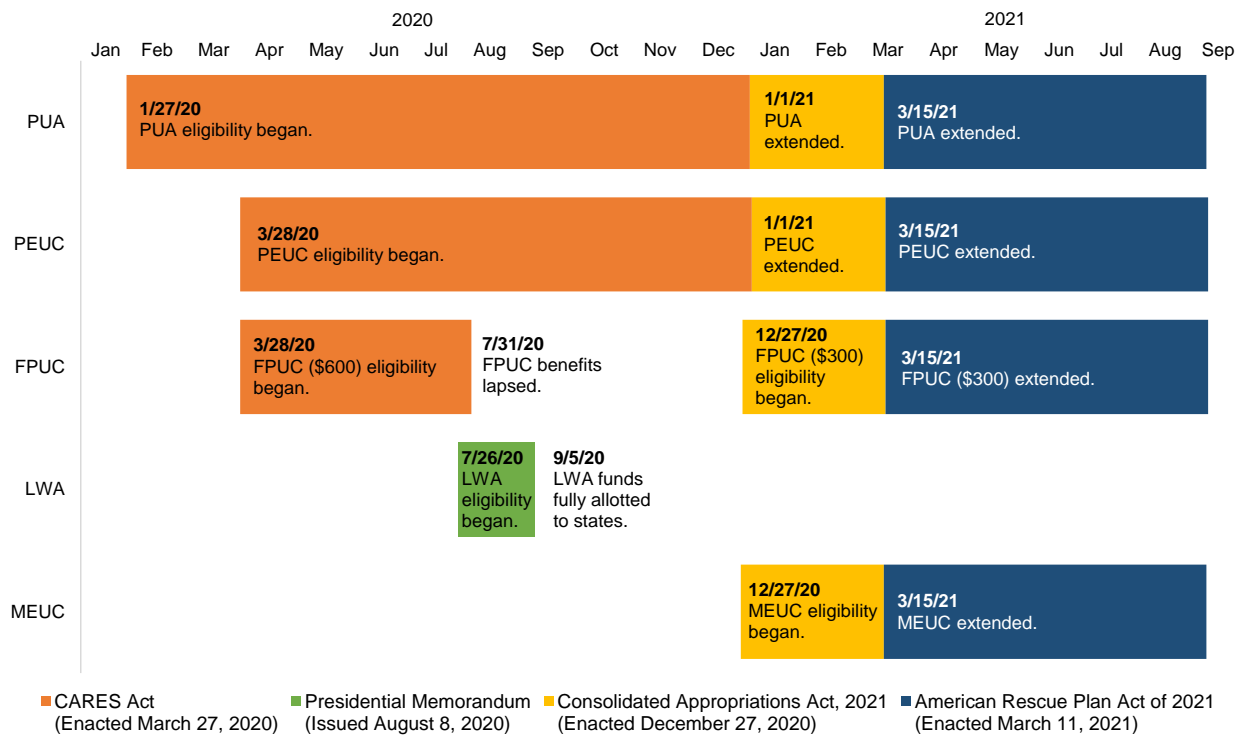 2020 2021
Jan Feb Mar Apr May Jun Jul Aug Sep Oct Nov Dec Jan Feb Mar Apr May Jun Jul Aug Sep
PUA
1/27/20
PUA eligibility began.
1/1/21
PUA
extended.
3/15/21
PUA extended.
PEUC
3/28/20
PEUC eligibility began.
1/1/21
PEUC
extended.
3/15/21
PEUC extended.
FPUC
3/28/20
FPUC ($600) eligibility
began.
7/31/20
FPUC benefits
lapsed.
12/27/20
FPUC ($300)
eligibility
began.
3/15/21
FPUC ($300) extended.
LWA
7/26/20
LWA
eligibility
began.
9/5/20
LWA funds
fully allotted
to states.
MEUC
12/27/20
MEUC eligibility
began.
3/15/21
MEUC extended.
CARES Act
(Enacted March 27, 2020)
Presidential Memorandum
(Issued August 8, 2020)
Consolidated Appropriations Act, 2021
(Enacted December 27, 2020)
American Rescue Plan Act of 2021
(Enacted March 11, 2021)